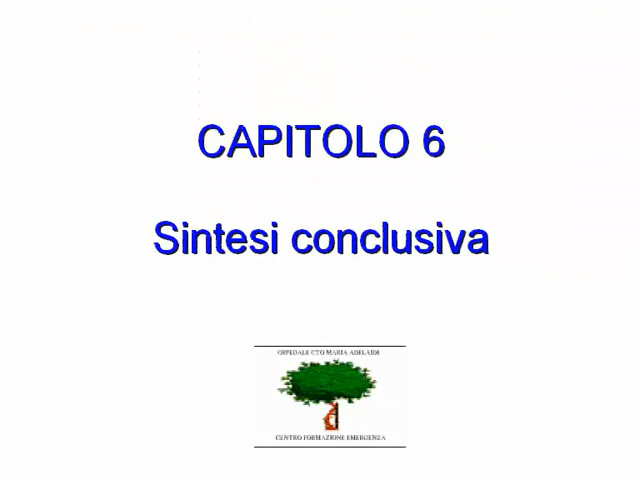 CAPITOLO 6
Sintesi conclusiva
OSPEDALE CTO MARIA ADELAIDE
CENTRO FORMAZIONE EMERGENZA